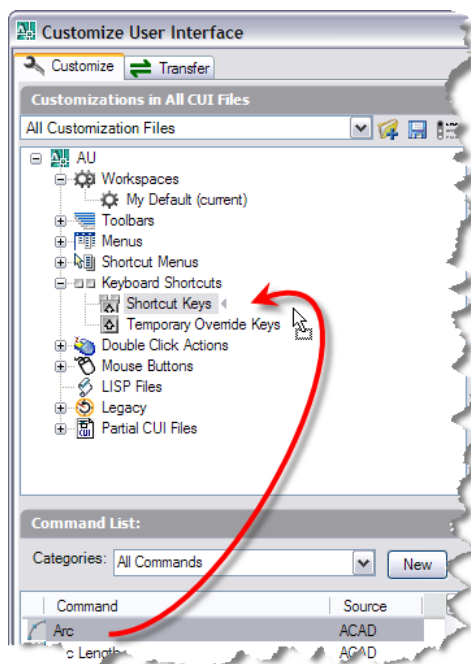 Customize User Interface
Customize Transfer
Customizations in All CUI Files
All Customization Files
AU
Workspaces
My Default (current)
Toolbars
Menus
Shortcut Menus
Keyboard Shortcuts
Shortcut Keys
Temporary Override Keys
Double Click Actions
Mouse Buttons
LISP Files
Legacy
Partial CUI Files
Command List:
Categories: All Commands New
Command Source
Arc ACAD
c Length ACAD